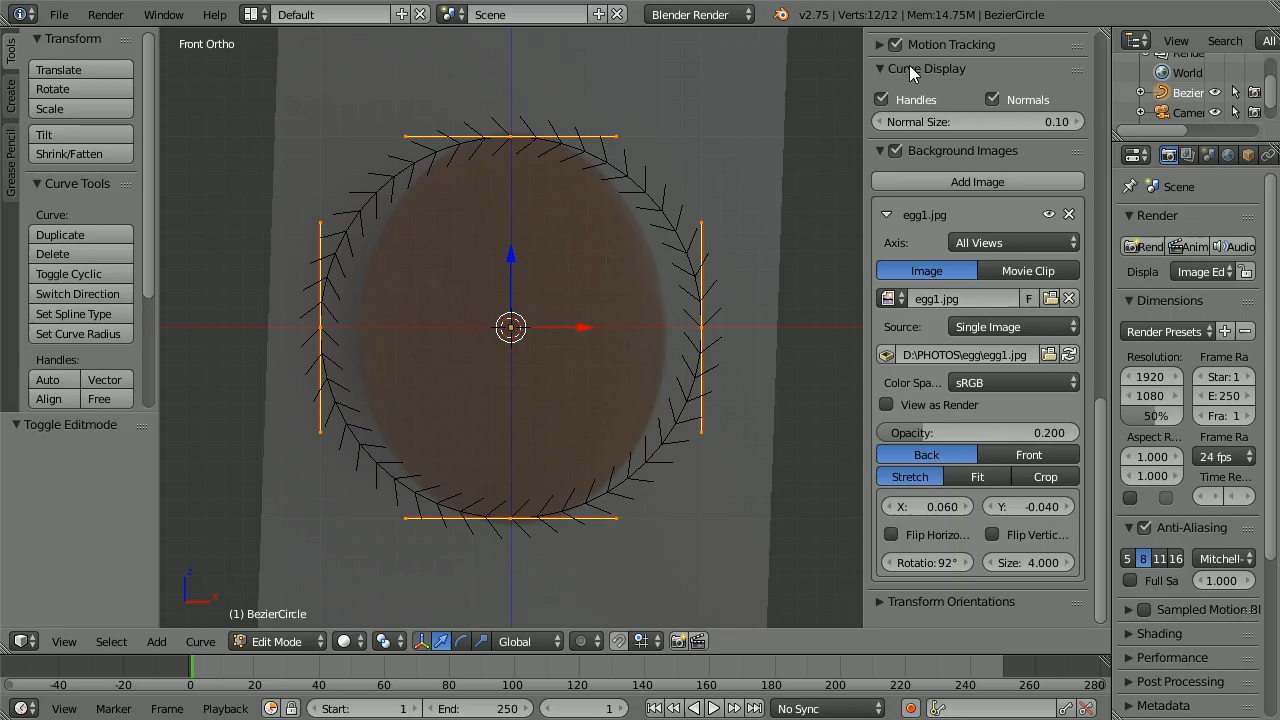 File Render Window Help Default Scene Blender Render v2.75 | Verts:12/12 | Mem:14.75M | BezierCircle
Tools
Create
Grease Pencil
Transform
Translate
Rotate
Scale
Tilt
Shrink/Fatten
Curve Tools
Curve:
Duplicate
Delete
Toggle Cyclic
Switch Direction
Set Spline Type
Set Curve Radius
Handles:
Auto Vector
Align Free
Toggle Editmode
Front Ortho
z
x
(1) BezierCircle
View Select Add Curve Edit Mode Global
Motion Tracking
Curve Display
Handles Normals
Normal Size: 0.10
Background Images
Add Image
egg1.jpg
Axis: All Views
Image Movie Clip
egg1.jpg F
Source: Single Image
D:\PHOTOS\egg\egg1.jpg
Color Spa... sRGB
View as Render
Opacity: 0.200
Back Front
Stretch Fit Crop
X: 0.060 Y: -0.040
Flip Horizo... Flip Vertic...
Rotatio: 92° Size: 4.000
Transform Orientations
View Search All
World
Bezier
Camer
Scene
Render
Rend Anim Audio
Displa Image Ed
Dimensions
Render Presets
Resolution: Frame Ra
1920 Star: 1
1080 E: 250
50% Fra: 1
Aspect R... Frame Ra
1.000 24 fps
1.000 Time Re...
Anti-Aliasing
5 8 11 16 Mitchell-
Full Sa 1.000
Sampled Motion Bl
Shading
Performance
Post Processing
Metadata
-40 -20 0 20 40 60 80 100 120 140 160 180 200 220 240 260 280
View Marker Frame Playback Start: 1 End: 250 1 No Sync